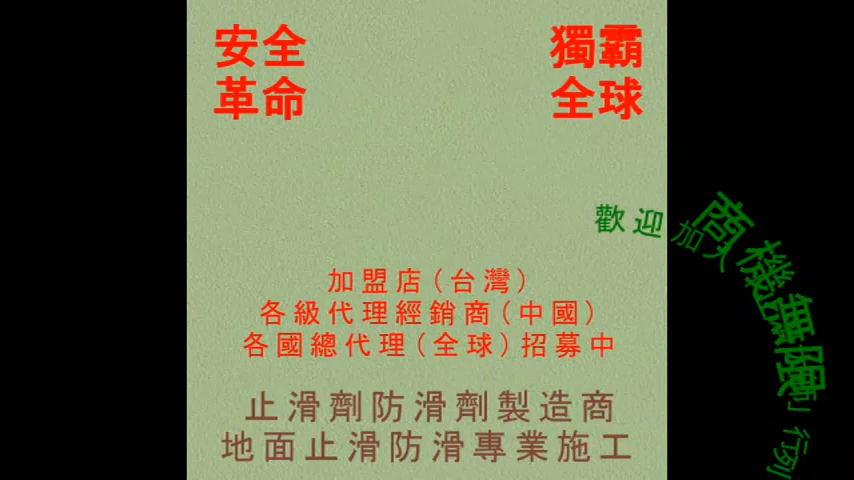 安全
革命
獨霸
全球
歡迎加
商機無限
行列
加盟店(台灣)
各級代理經銷商(中國)
各國總代理(全球)招募中
止滑劑防滑劑製造商
地面止滑防滑專業施工